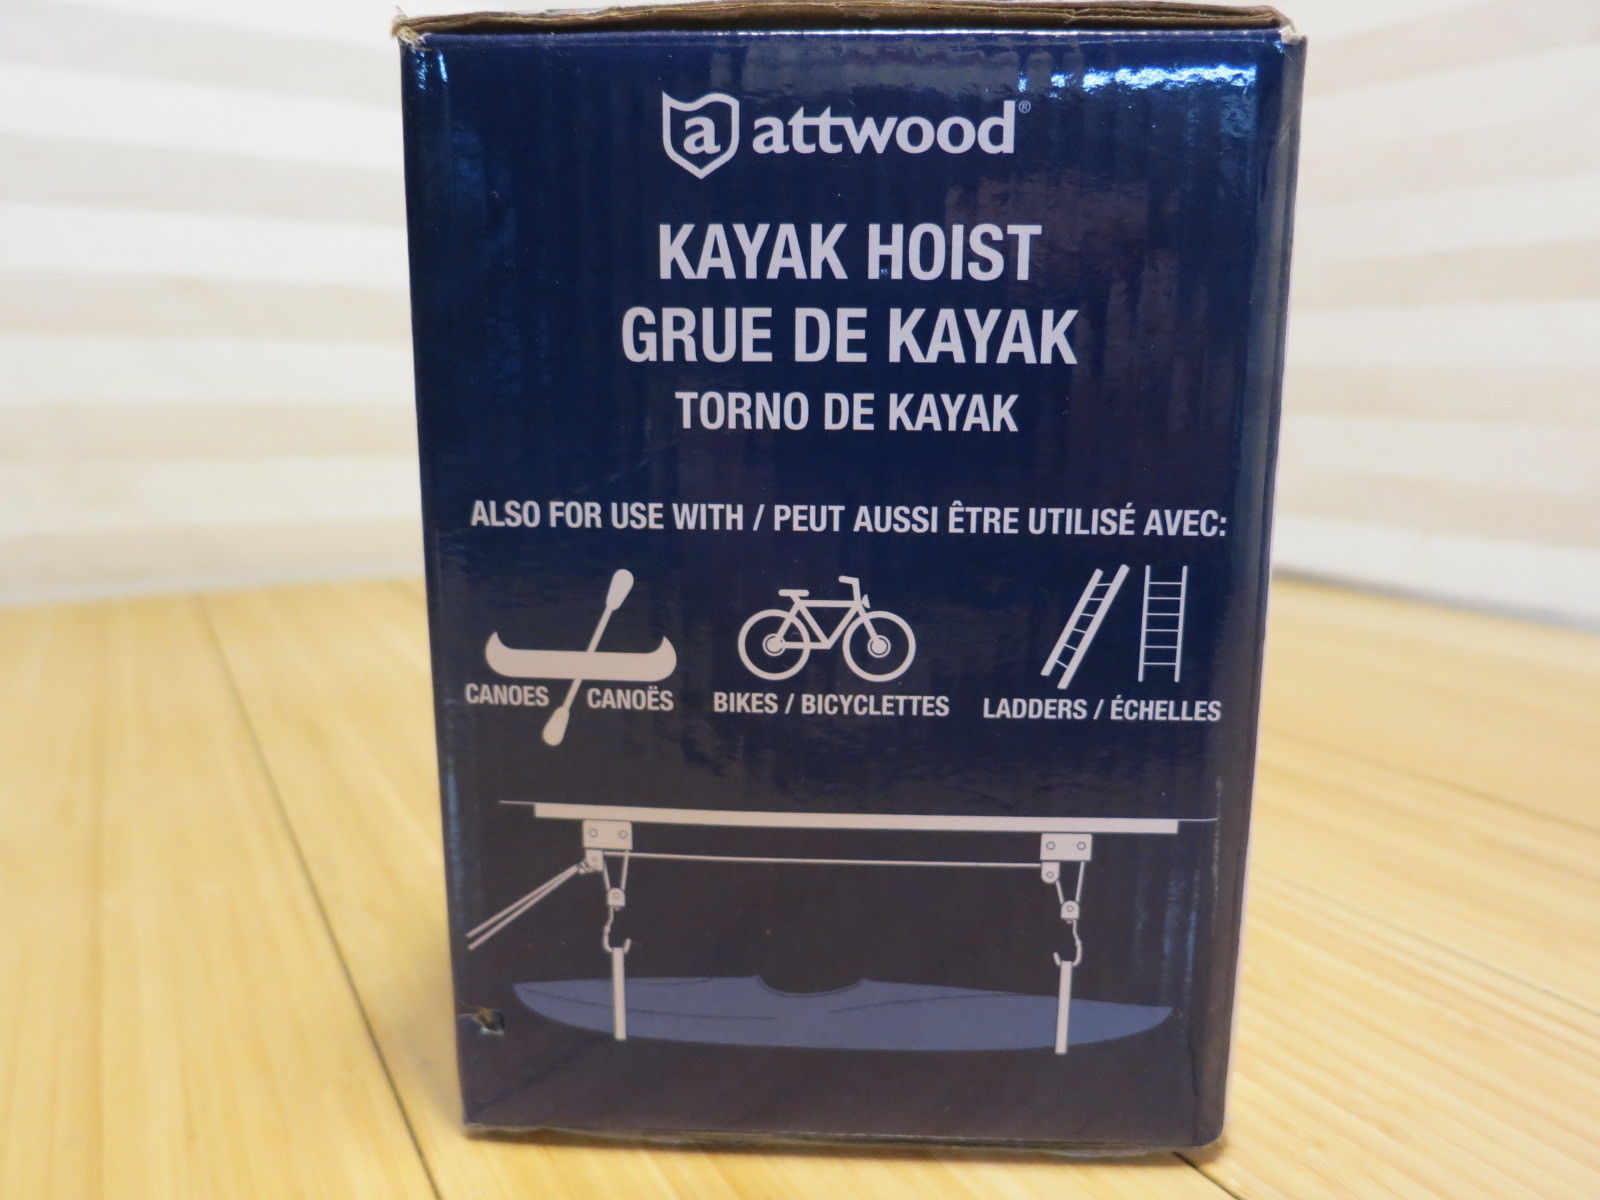 a attwood®
KAYAK HOIST
GRUE DE KAYAK
TORNO DE KAYAK
ALSO FOR USE WITH / PEUT AUSSI ÊTRE UTILISÉ AVEC:
CANOES CANOËS
BIKES / BICYCLETTES
LADDERS / ÉCHELLES